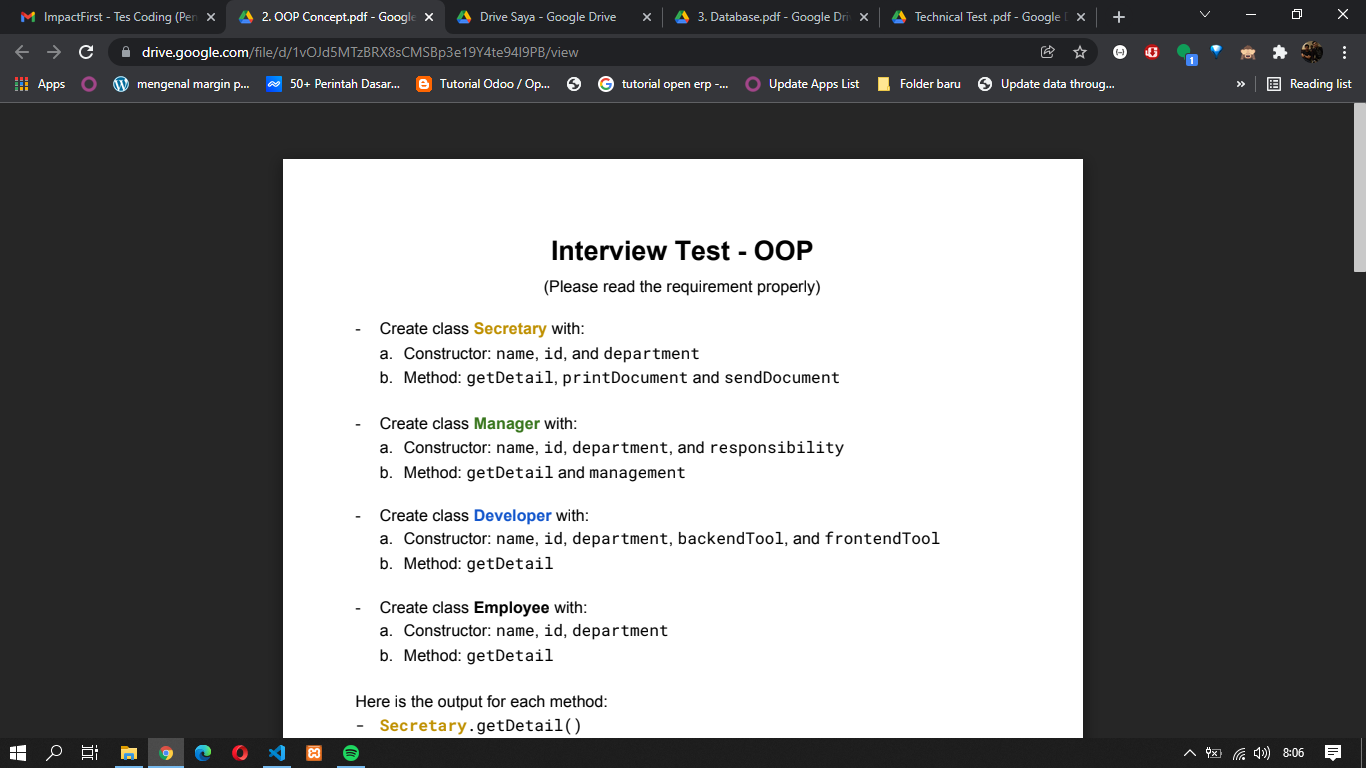 ImpactFirst - Tes Coding (Pen
2. OOP Concept.pdf - Google
Drive Saya - Google Drive
3. Database.pdf - Google Dri
Technical Test .pdf - Google D
drive.google.com/file/d/1vOJd5MTzBRX8sCMSBp3e19Y4te94I9PB/view
1
Apps
mengenal margin p...
50+ Perintah Dasar...
Tutorial Odoo / Op...
tutorial open erp -...
Update Apps List
Folder baru
Update data throug...
»
Reading list
Interview Test - OOP
(Please read the requirement properly)
- Create class Secretary with:
a. Constructor: name, id, and department
b. Method: getDetail, printDocument and sendDocument
- Create class Manager with:
a. Constructor: name, id, department, and responsibility
b. Method: getDetail and management
- Create class Developer with:
a. Constructor: name, id, department, backendTool, and frontendTool
b. Method: getDetail
- Create class Employee with:
a. Constructor: name, id, department
b. Method: getDetail
Here is the output for each method:
- Secretary.getDetail()
8:06